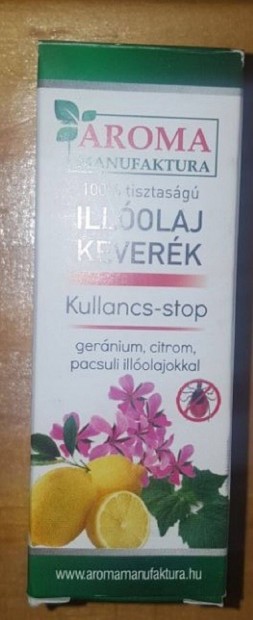 AROMA
MANUFAKTURA
100% tisztaságú
ILLÓOLAJ
KEVERÉK
Kullancs-stop
geránium, citrom,
pacsuli illóolajokkal
www.aromamanufaktura.hu